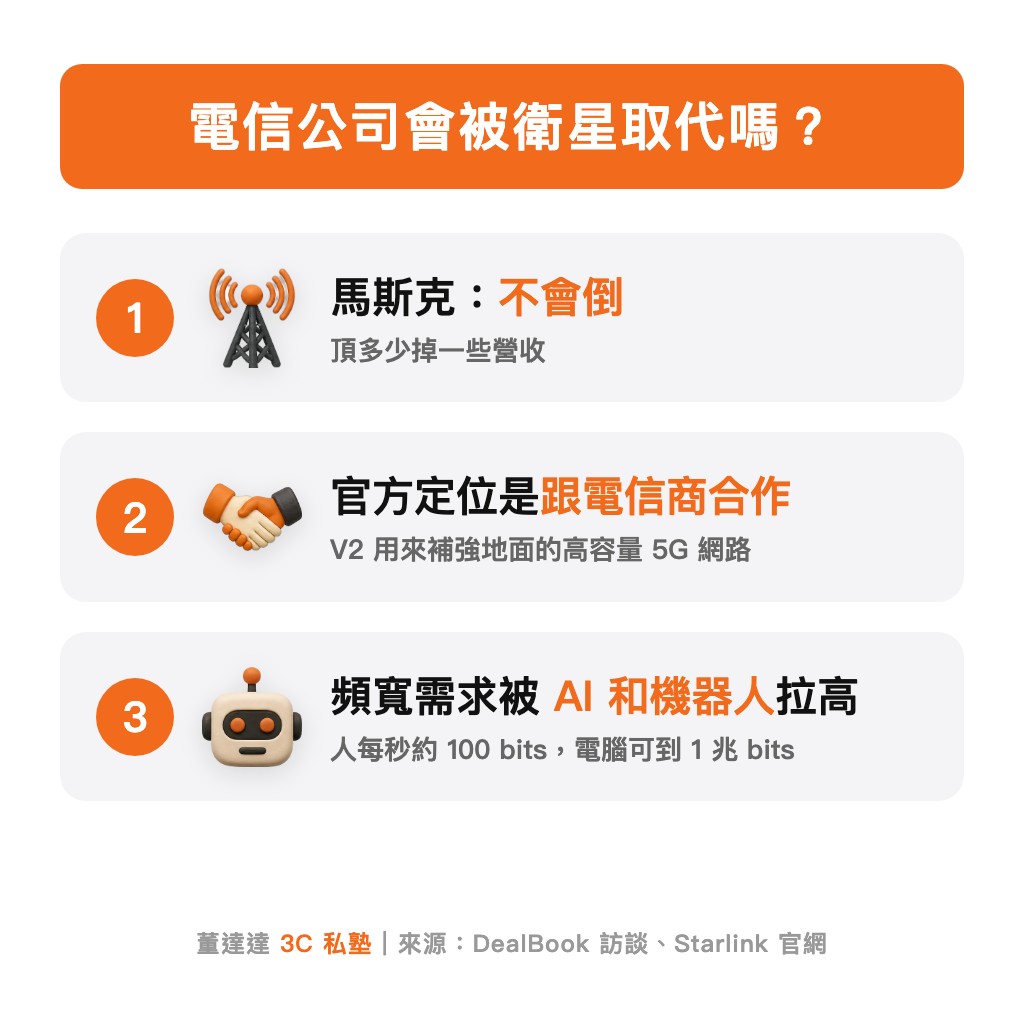 電信公司會被衛星取代嗎？
1
馬斯克：不會倒
頂多少掉一些營收
2
官方定位是跟電信商合作
V2 用來補強地面的高容量 5G 網路
3
頻寬需求被 AI 和機器人拉高
人每秒約 100 bits，電腦可到 1 兆 bits
董達達 3C 私塾｜來源：DealBook 訪談、Starlink 官網